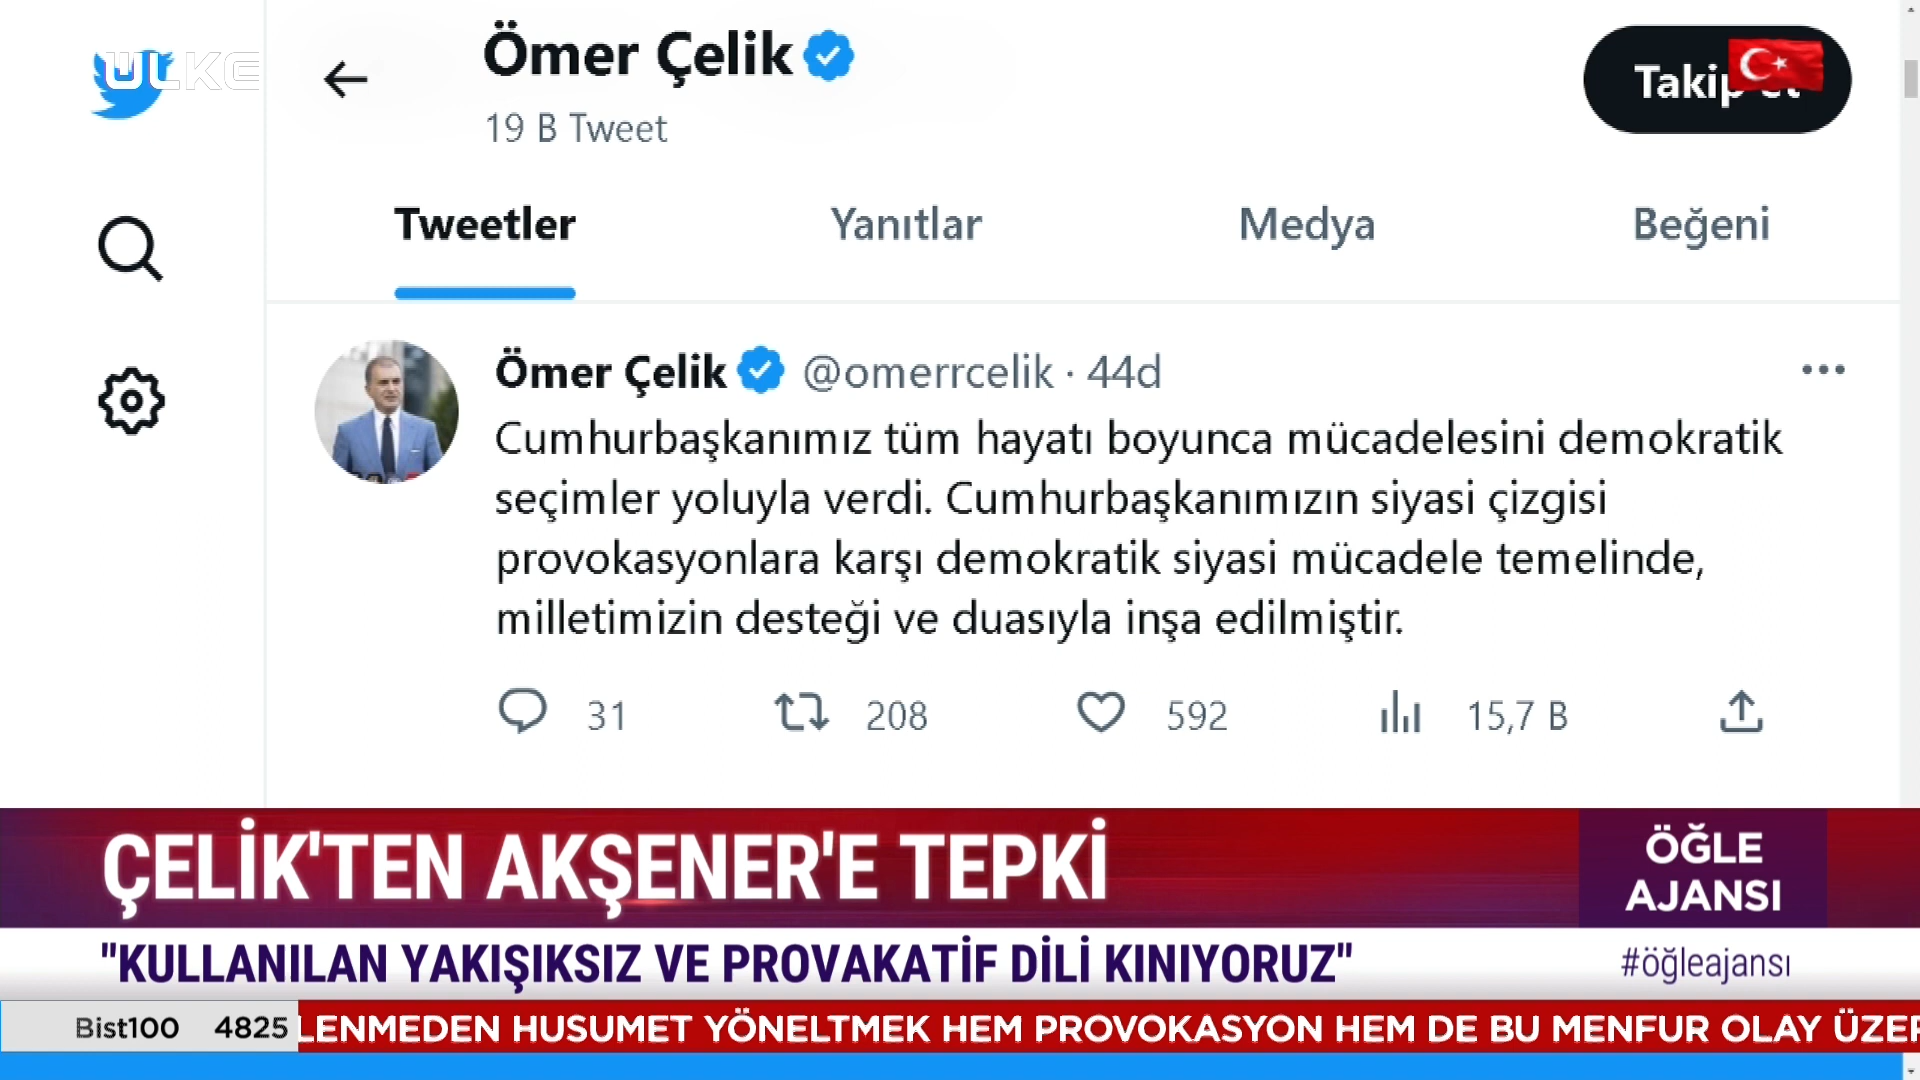 ÜLKE
Ömer Çelik
19 B Tweet
Takip et
Tweetler
Yanıtlar
Medya
Beğeni
Ömer Çelik @omerrcelik · 44d
Cumhurbaşkanımız tüm hayatı boyunca mücadelesini demokratik
seçimler yoluyla verdi. Cumhurbaşkanımızın siyasi çizgisi
provokasyonlara karşı demokratik siyasi mücadele temelinde,
milletimizin desteği ve duasıyla inşa edilmiştir.
31
208
592
15,7 B
ÇELİK'TEN AKŞENER'E TEPKİ
ÖĞLE
AJANSI
"KULLANILAN YAKIŞIKSIZ VE PROVAKATİF DİLİ KINIYORUZ"
#öğleajansı
Bist100 4825
LENMEDEN HUSUMET YÖNELTMEK HEM PROVOKASYON HEM DE BU MENFUR OLAY ÜZER